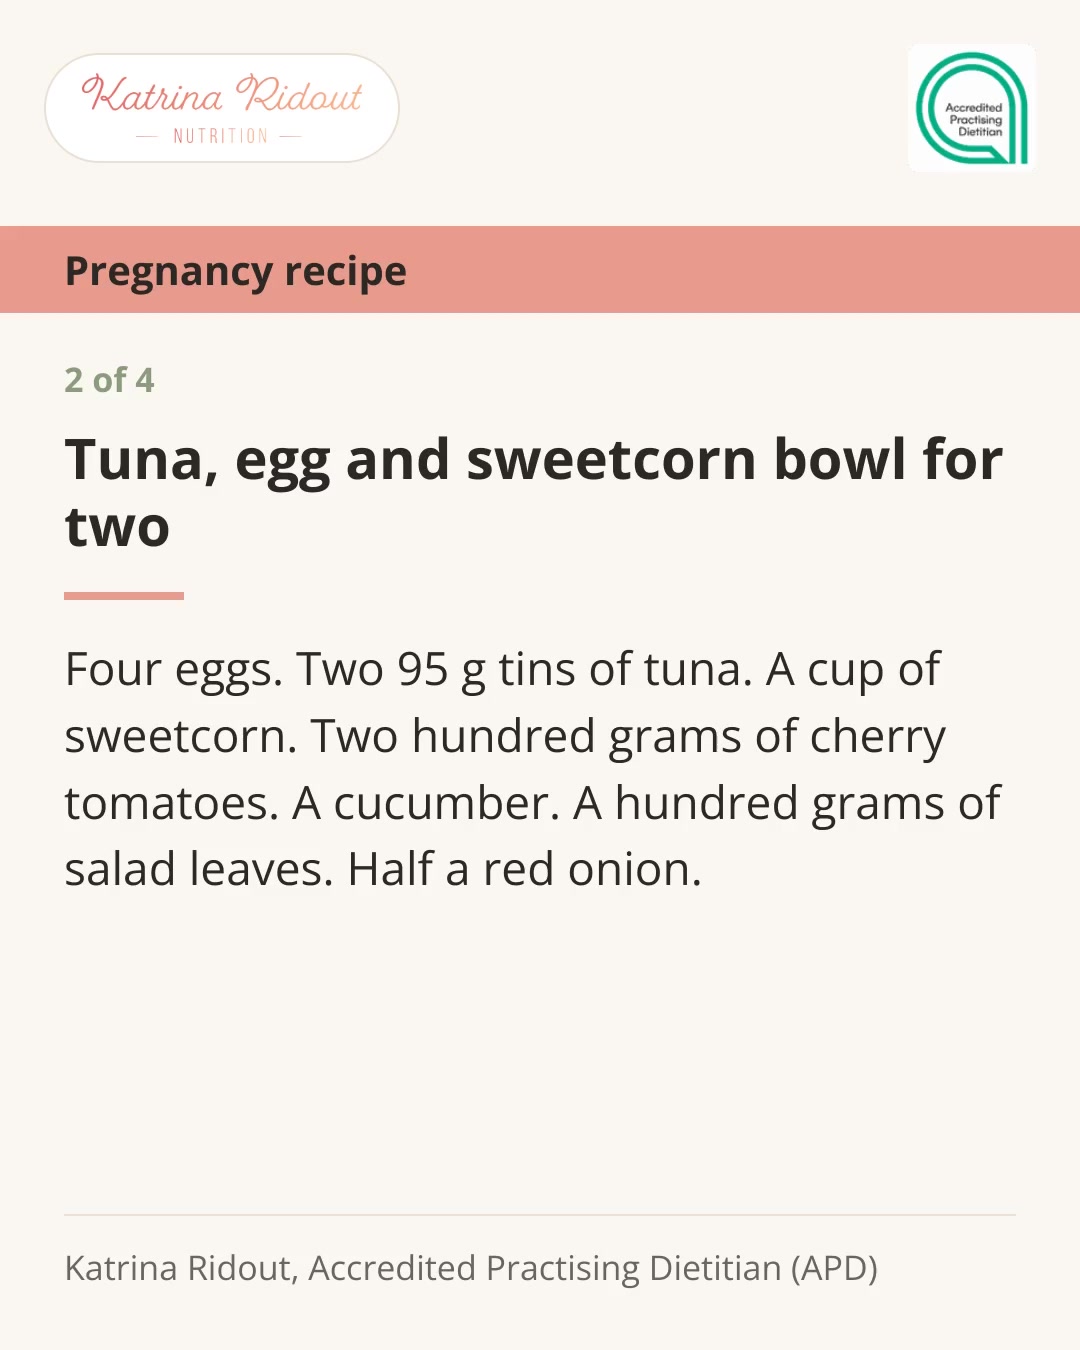 Katrina Ridout
NUTRITION
Accredited
Practising
Dietitian
Pregnancy recipe
2 of 4
Tuna, egg and sweetcorn bowl for
two
Four eggs. Two 95 g tins of tuna. A cup of
sweetcorn. Two hundred grams of cherry
tomatoes. A cucumber. A hundred grams of
salad leaves. Half a red onion.
Katrina Ridout, Accredited Practising Dietitian (APD)